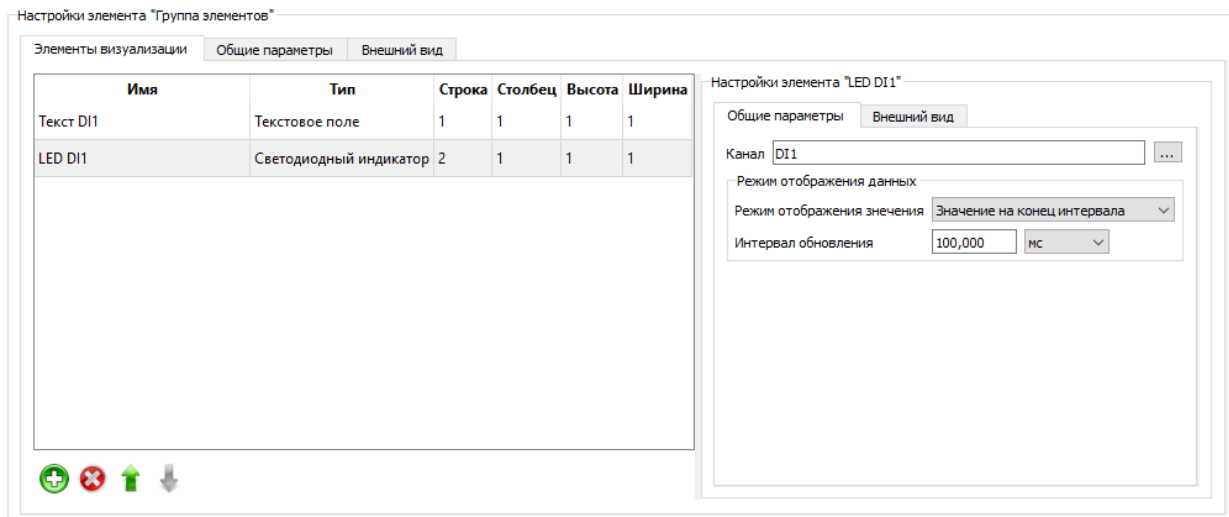 Настройки элемента "Группа элементов"
Элементы визуализации Общие параметры Внешний вид
Имя Тип Строка Столбец Высота Ширина
Текст DI1 Текстовое поле 1 1 1 1
LED DI1 Светодиодный индикатор 2 1 1 1
Настройки элемента "LED DI1"
Общие параметры Внешний вид
Канал DI1 ...
Режим отображения данных
Режим отображения знечения Значение на конец интервала
Интервал обновления 100,000 мс